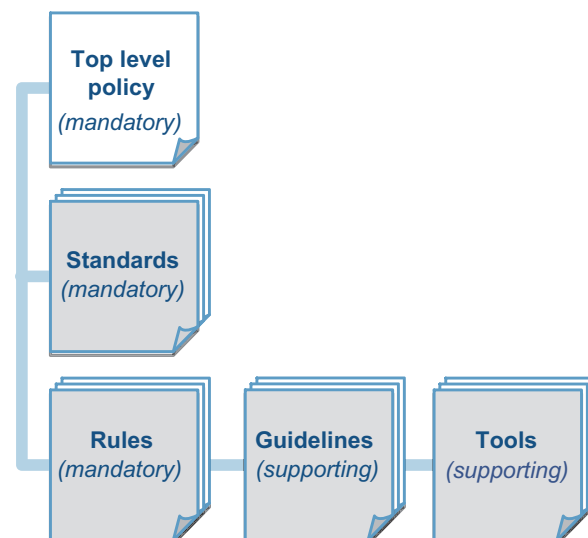 Top level
policy
(mandatory)
Standards
(mandatory)
Rules
(mandatory)
Guidelines
(supporting)
Tools
(supporting)